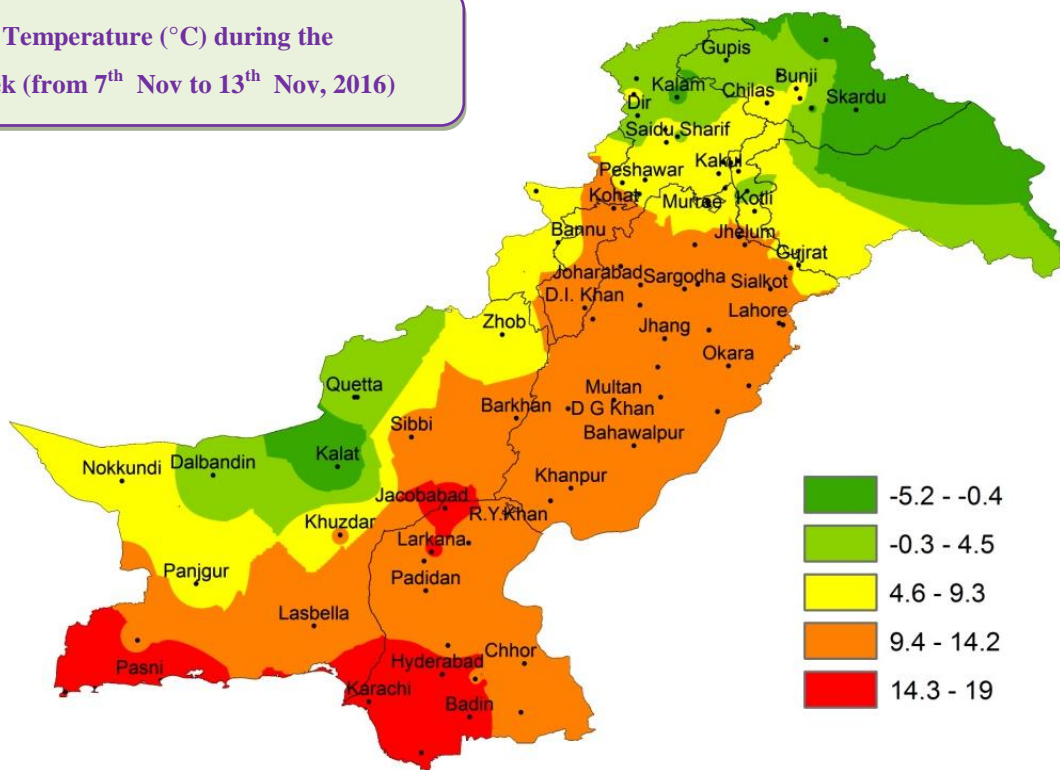 Temperature (°C) during the
k (from 7th Nov to 13th Nov, 2016)
Gupis
Kalam
Bunji
Chilas
Skardu
Dir
Saidu Sharif
Kakul
Peshawar
Kohat
Kotli
Bannu
Jhelum
Gujrat
Joharabad
Sargodha
Sialkot
D.I. Khan
Lahore
Zhob
Jhang
Okara
Quetta
Multan
Barkhan
D G Khan
Sibbi
Bahawalpur
Kalat
Nokkundi
Dalbandin
Khanpur
Jacobabad
R.Y.Khan
Khuzdar
Larkana
Panjgur
Padidan
Lasbella
Chhor
Pasni
Hyderabad
Karachi
Badin
-5.2 - -0.4
-0.3 - 4.5
4.6 - 9.3
9.4 - 14.2
14.3 - 19